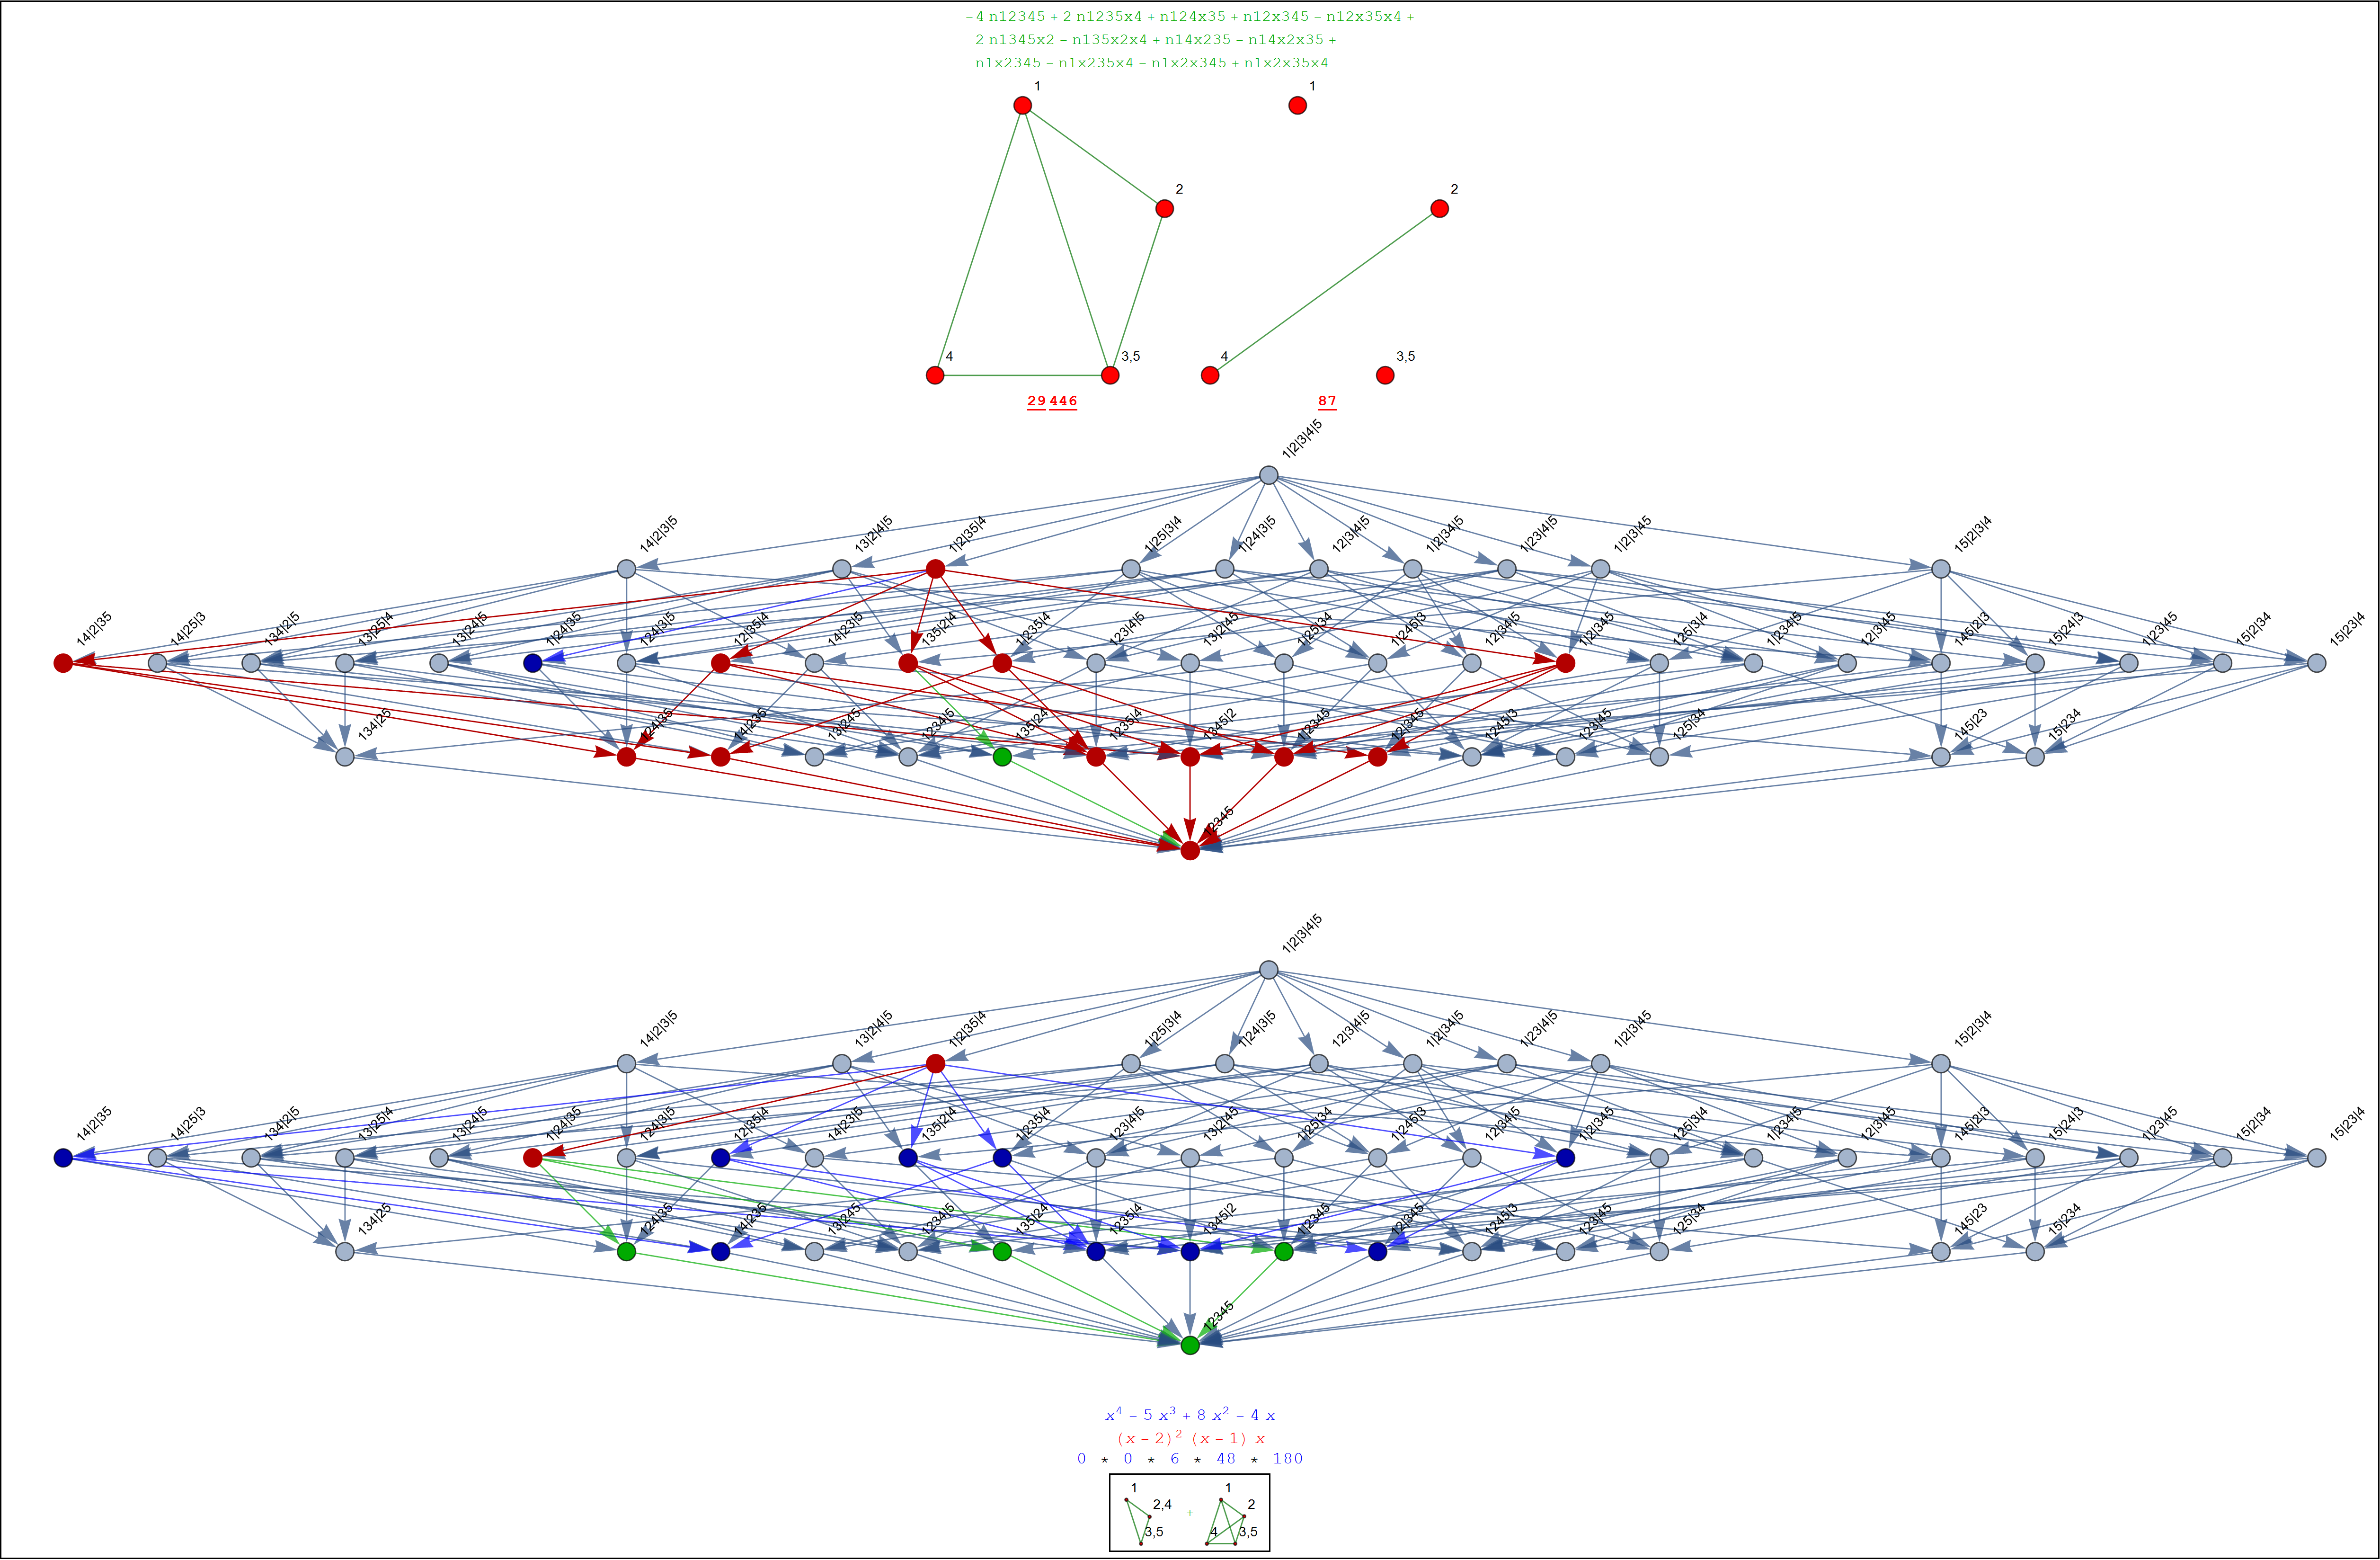 −4 n12345 + 2 n1235x4 + n124x35 + n12x345 − n12x35x4 +
2 n1345x2 − n135x2x4 + n14x235 − n14x2x35 +
n1x2345 − n1x235x4 − n1x2x345 + n1x2x35x4
1 1
2 2
4 3,5 4 3,5
29 446 87
1|2|3|4|5
14|2|3|5 13|2|4|5 1|2|35|4 1|25|3|4 1|24|3|5 12|3|4|5 1|2|34|5 1|23|4|5 1|2|3|45 15|2|3|4
14|2|35 14|25|3 134|2|5 13|25|4 13|24|5 1|24|35 124|3|5 12|35|4 14|23|5 135|2|4 1|235|4 123|4|5 13|2|45 1|25|34 1|245|3 12|34|5 1|2|345 125|3|4 1|234|5 12|3|45 145|2|3 15|24|3 1|23|45 15|2|34 15|23|4
134|25 124|35 14|235 13|245 1234|5 135|24 1235|4 1345|2 1|2345 12|345 1245|3 123|45 125|34 145|23 15|234
12345
1|2|3|4|5
14|2|3|5 13|2|4|5 1|2|35|4 1|25|3|4 1|24|3|5 12|3|4|5 1|2|34|5 1|23|4|5 1|2|3|45 15|2|3|4
14|2|35 14|25|3 134|2|5 13|25|4 13|24|5 1|24|35 124|3|5 12|35|4 14|23|5 135|2|4 1|235|4 123|4|5 13|2|45 1|25|34 1|245|3 12|34|5 1|2|345 125|3|4 1|234|5 12|3|45 145|2|3 15|24|3 1|23|45 15|2|34 15|23|4
134|25 124|35 14|235 13|245 1234|5 135|24 1235|4 1345|2 1|2345 12|345 1245|3 123|45 125|34 145|23 15|234
12345
x⁴ − 5 x³ + 8 x² − 4 x
(x − 2)² (x − 1) x
0 * 0 * 6 * 48 * 180
1 1
2,4 + 2
3,5 4 3,5